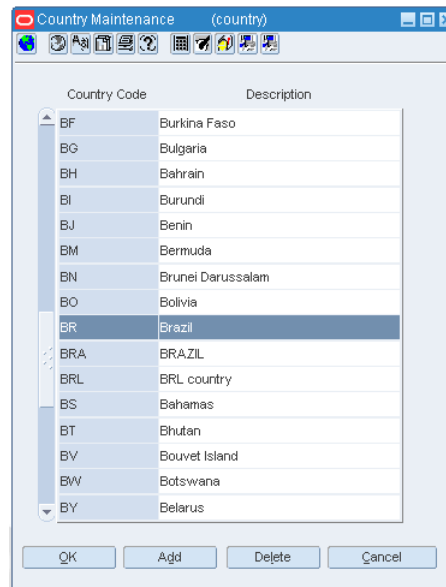 Country Maintenance (country)
Country Code Description
BF Burkina Faso
BG Bulgaria
BH Bahrain
BI Burundi
BJ Benin
BM Bermuda
BN Brunei Darussalam
BO Bolivia
BR Brazil
BRA BRAZIL
BRL BRL country
BS Bahamas
BT Bhutan
BV Bouvet Island
BW Botswana
BY Belarus
OK Add Delete Cancel